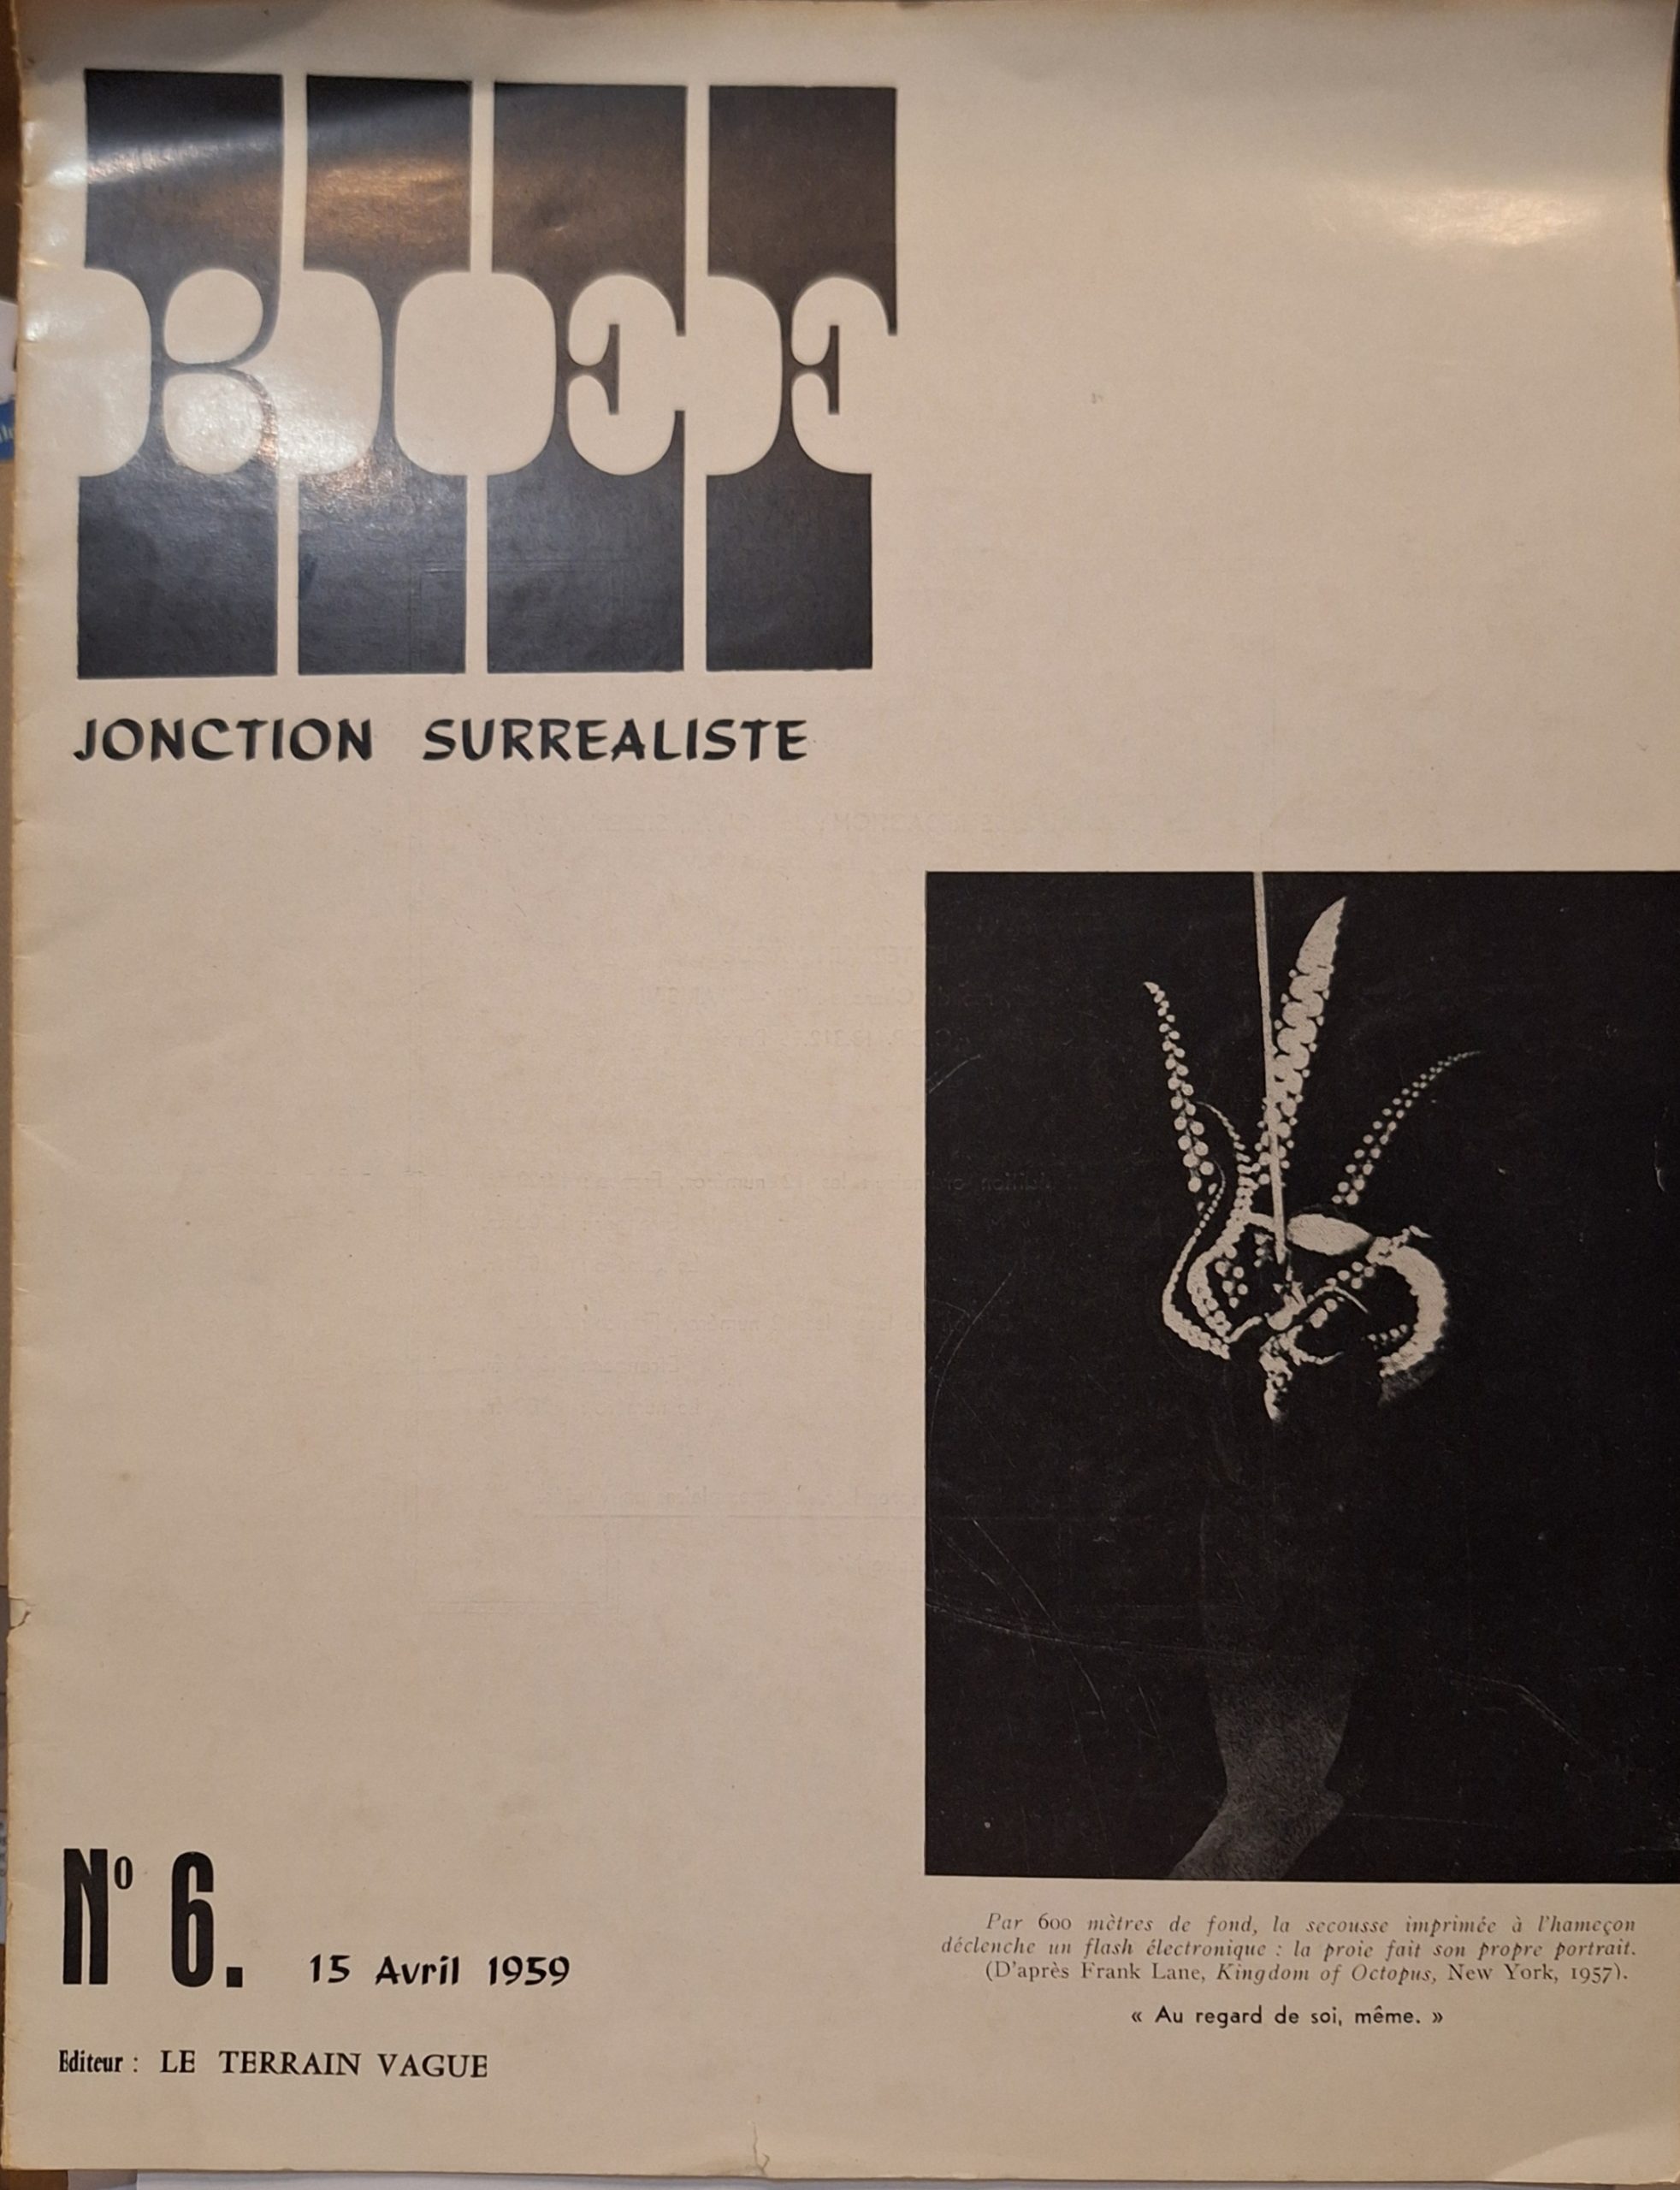 BIEF
JONCTION SURREALISTE
Nº 6. 15 Avril 1959
Editeur : LE TERRAIN VAGUE
Par 600 mètres de fond, la secousse imprimée à l'hameçon
déclenche un flash électronique : la proie fait son propre portrait.
(D'après Frank Lane, Kingdom of Octopus, New York, 1957).
« Au regard de soi, même. »